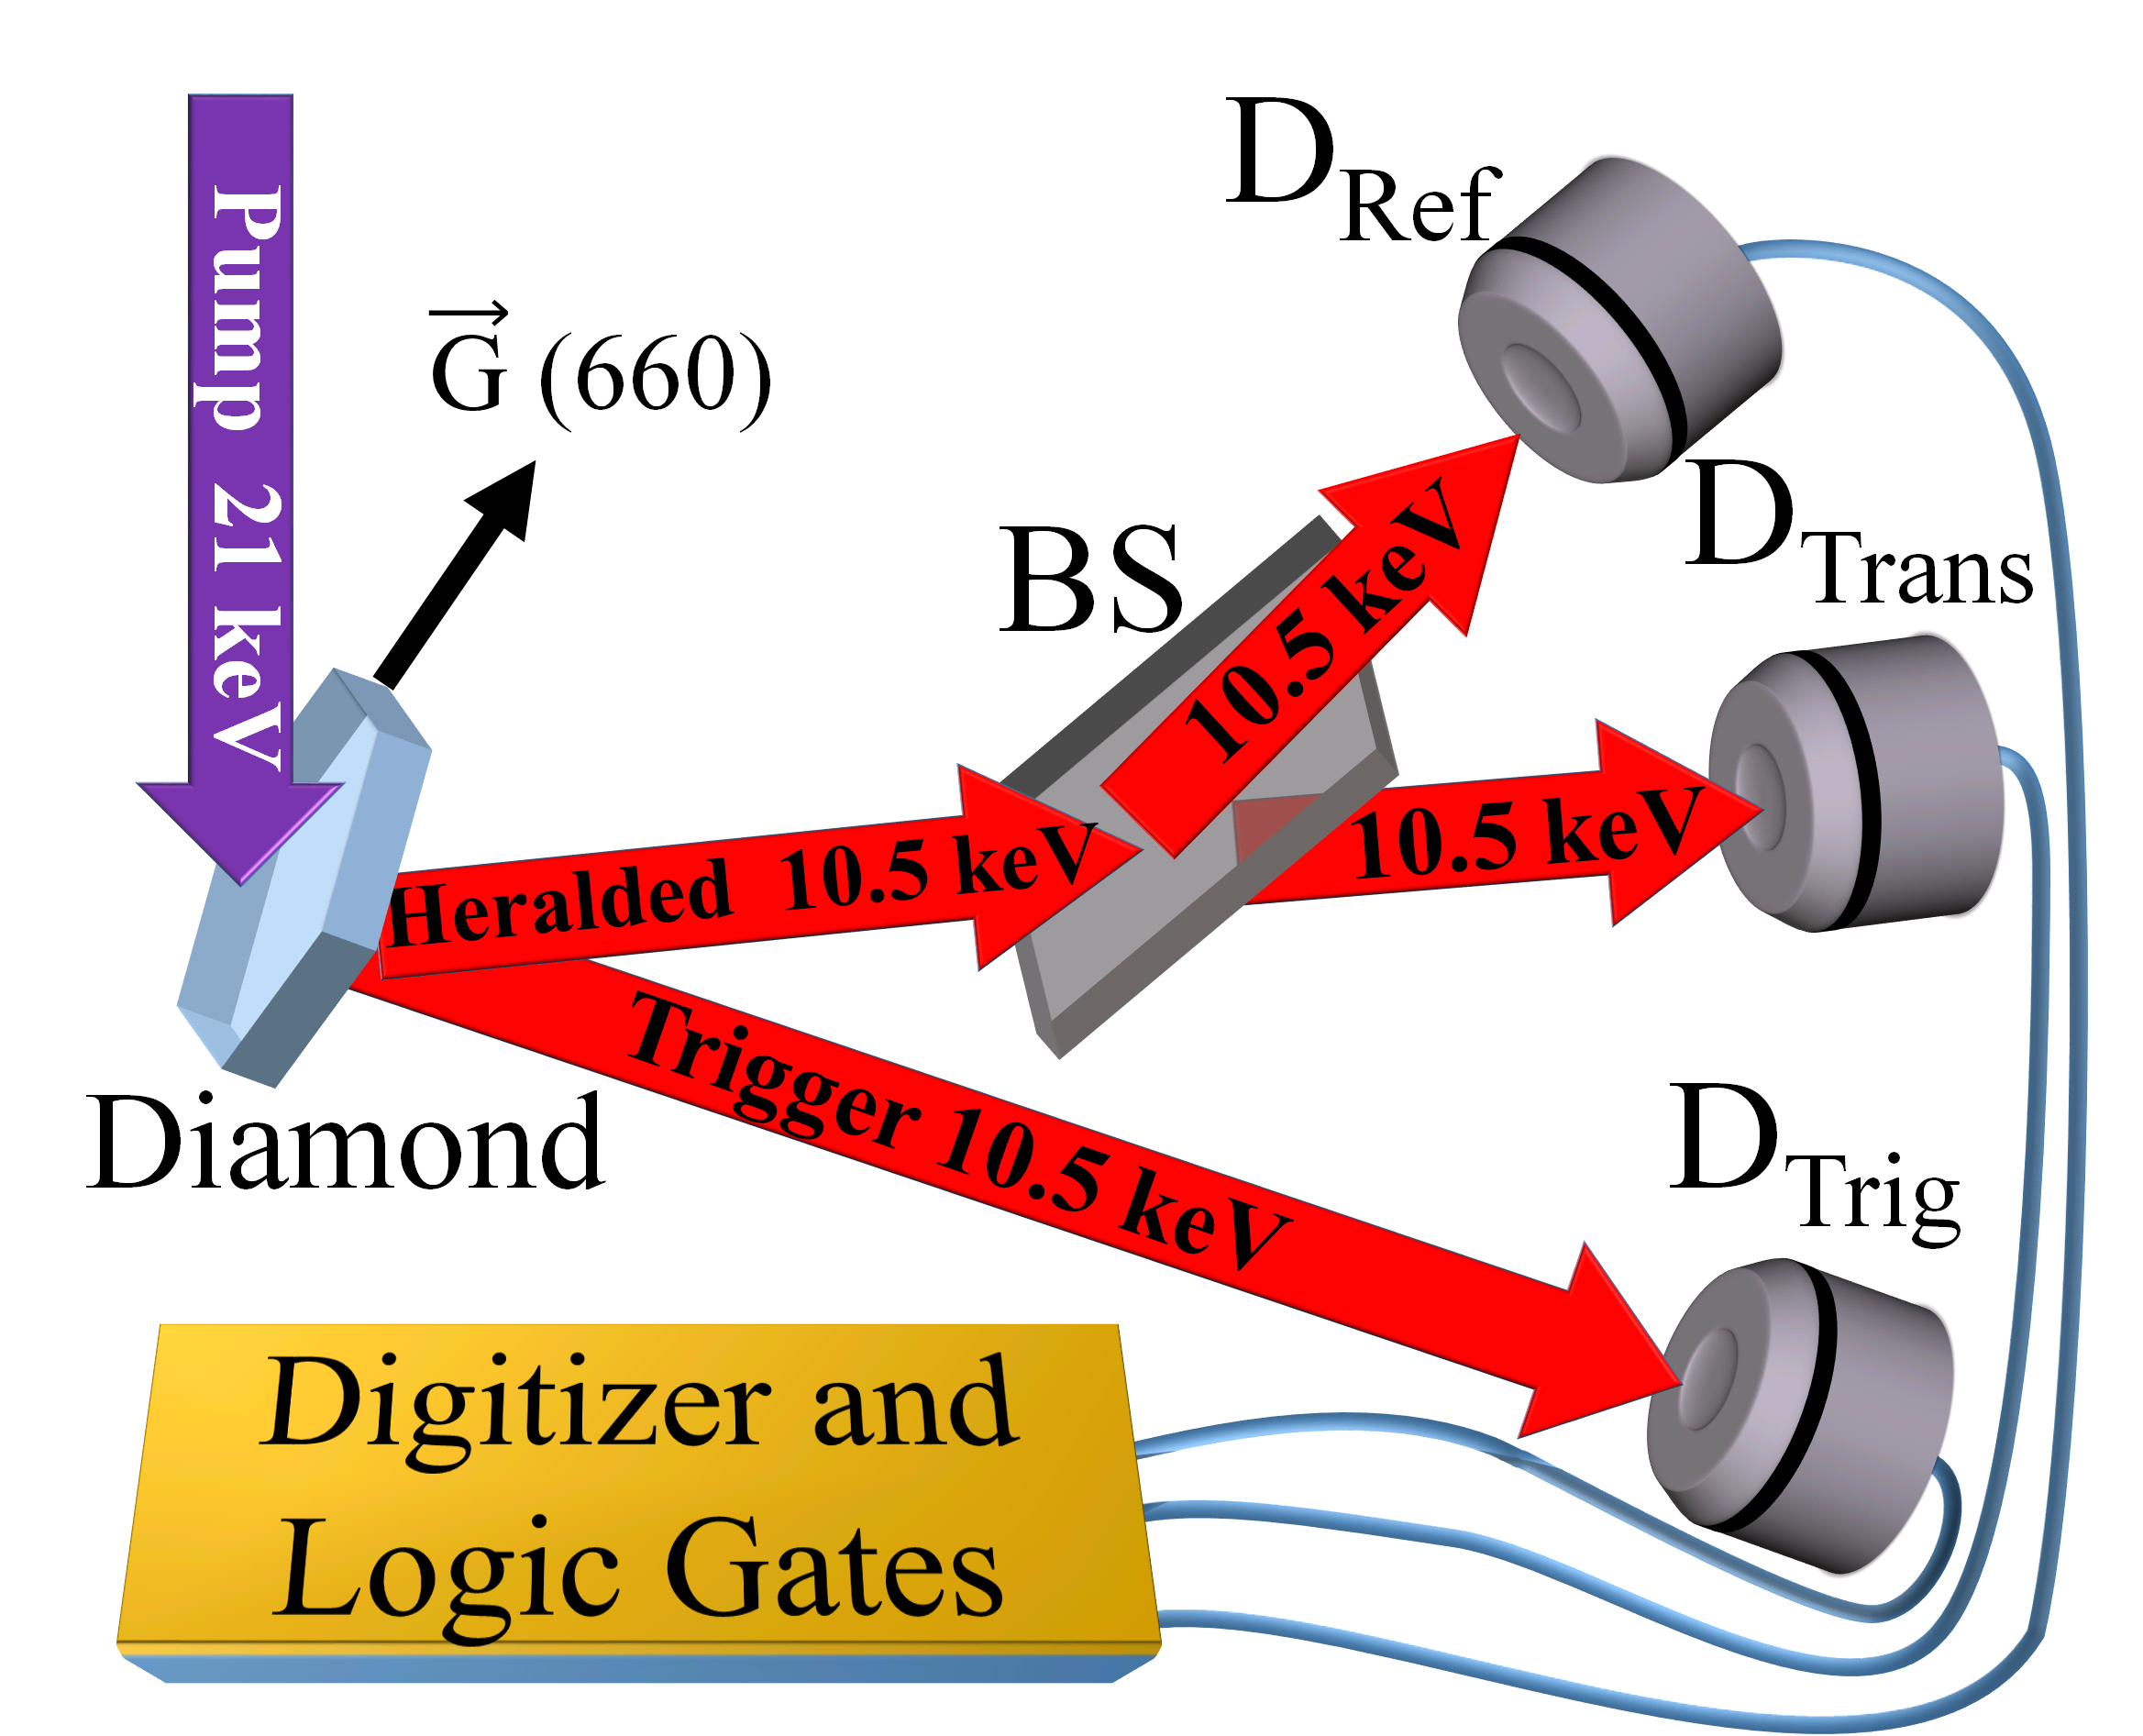 Pump 21 keV
G (660)
D_Ref
BS
10.5 keV
D_Trans
10.5 keV
Heralded 10.5 keV
Trigger 10.5 keV
Diamond
D_Trig
Digitizer and
Logic Gates